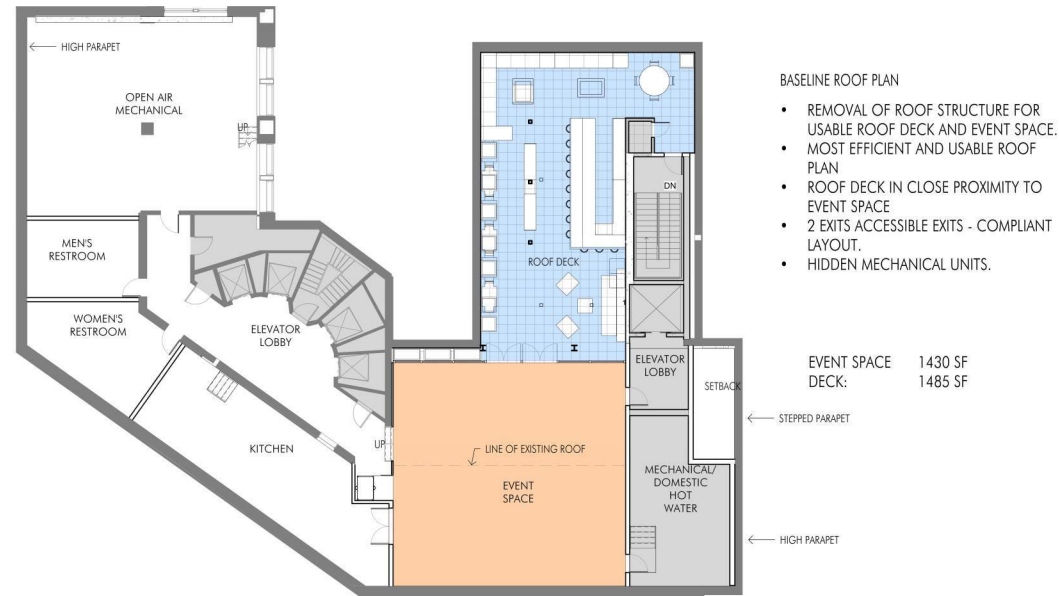 HIGH PARAPET
OPEN AIR
MECHANICAL
UP
MEN'S
RESTROOM
WOMEN'S
RESTROOM
ELEVATOR
LOBBY
KITCHEN
UP
DN
ROOF DECK
ELEVATOR
LOBBY
SETBACK
LINE OF EXISTING ROOF
EVENT
SPACE
MECHANICAL/
DOMESTIC
HOT
WATER
STEPPED PARAPET
HIGH PARAPET
BASELINE ROOF PLAN
• REMOVAL OF ROOF STRUCTURE FOR
USABLE ROOF DECK AND EVENT SPACE.
• MOST EFFICIENT AND USABLE ROOF
PLAN
• ROOF DECK IN CLOSE PROXIMITY TO
EVENT SPACE
• 2 EXITS ACCESSIBLE EXITS - COMPLIANT
LAYOUT.
• HIDDEN MECHANICAL UNITS.
EVENT SPACE 1430 SF
DECK: 1485 SF